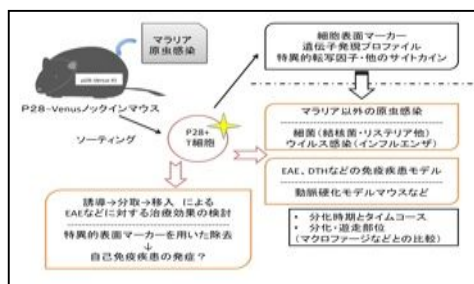 マラリア
原虫感染
p28-Venus KI
P28-Venusノックインマウス
ソーティング
P28+
T細胞
細胞表面マーカー
遺伝子発現プロファイル
特異的転写因子・他のサイトカイン
マラリア以外の原虫感染
細菌(結核菌・リステリア他)
ウイルス感染(インフルエンザ)
EAE、DTHなどの免疫疾患モデル
動脈硬化モデルマウスなど
• 分化時期とタイムコース
• 分化・遊走部位
(マクロファージなどとの比較)
誘導→分取→移入 による
EAEなどに対する治療効果の検討
特異的表面マーカーを用いた除去
↓
自己免疫疾患の発症?